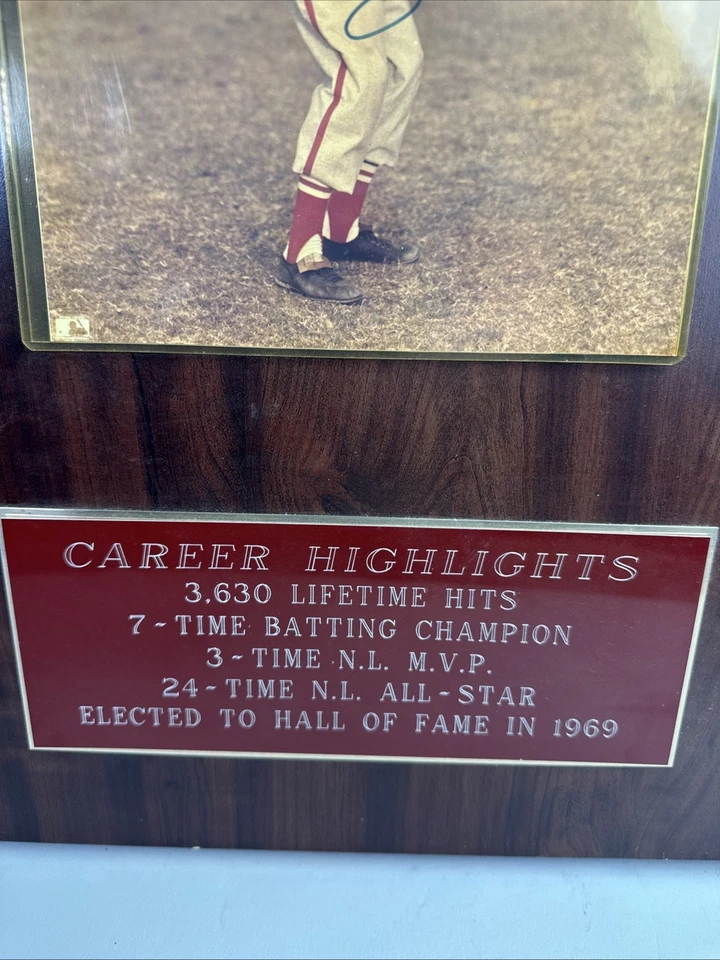 CAREER HIGHLIGHTS
3,630 LIFETIME HITS
7-TIME BATTING CHAMPION
3-TIME N.L. M.V.P.
24-TIME N.L. ALL-STAR
ELECTED TO HALL OF FAME IN 1969